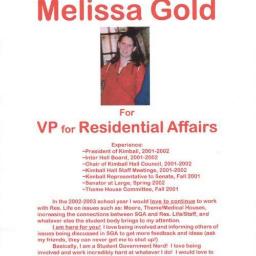 Melissa Gold
For
VP for Residential Affairs
Experience:
~President of Kimball, 2001-2002
~Inter Hall Board, 2001-2002
~Chair of Kimball Hall Council, 2001-2002
~Kimball Hall Staff Meetings, 2001-2002
~Kimball Representative to Senate, Fall 2001
~Senator at Large, Spring 2002
~Theme House Committee, Fall 2001
In the 2002-2003 school year I would love to continue to work
with Res. Life on issues such as: Moore, Theme/Medical Housen,
increasing the connections between SGA and Res. Life/Staff, and
whatever else the student body brings to my attention.
I am here for you! I love being involved and informing others of
issues being discussed in SGA to get more feedback and ideas (ask
my friends, they can never get me to shut up!)
Basically, I am a Student Government Nerd! I love being
involved and work incredibly hard at whatever I do! I would love to